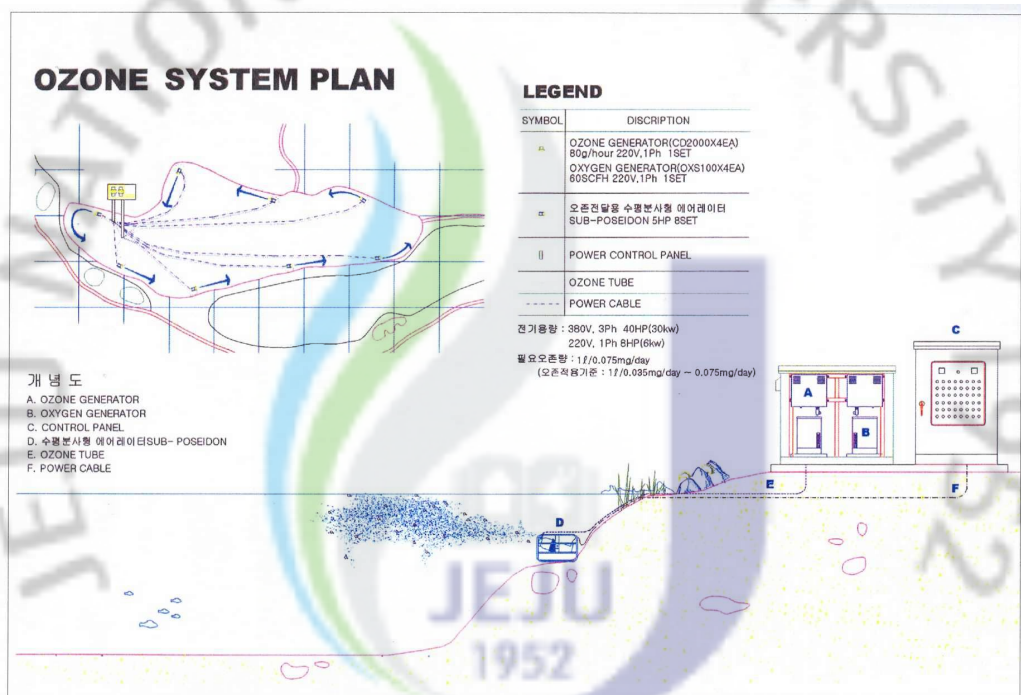 OZONE SYSTEM PLAN
LEGEND
SYMBOL DISCRIPTION
OZONE GENERATOR(CD2000X4EA)
80g/hour 220V,1Ph 1SET
OXYGEN GENERATOR(OXS100X4EA)
60SCFH 220V,1Ph 1SET
오존전달용 수평분사형 에어레이터
SUB-POSEIDON 5HP 8SET
POWER CONTROL PANEL
OZONE TUBE
POWER CABLE
전기용량 : 380V, 3Ph 40HP(30kw)
220V, 1Ph 8HP(6kw)
필요오존량 : 1ℓ/0.075mg/day
(오존적용기준 : 1ℓ/0.035mg/day ~ 0.075mg/day)
개념도
A. OZONE GENERATOR
B. OXYGEN GENERATOR
C. CONTROL PANEL
D. 수평분사형 에어레이터SUB- POSEIDON
E. OZONE TUBE
F. POWER CABLE
C
A
B
E
F
D
JEJU NATIONAL UNIVERSITY 1952
JEJU
1952